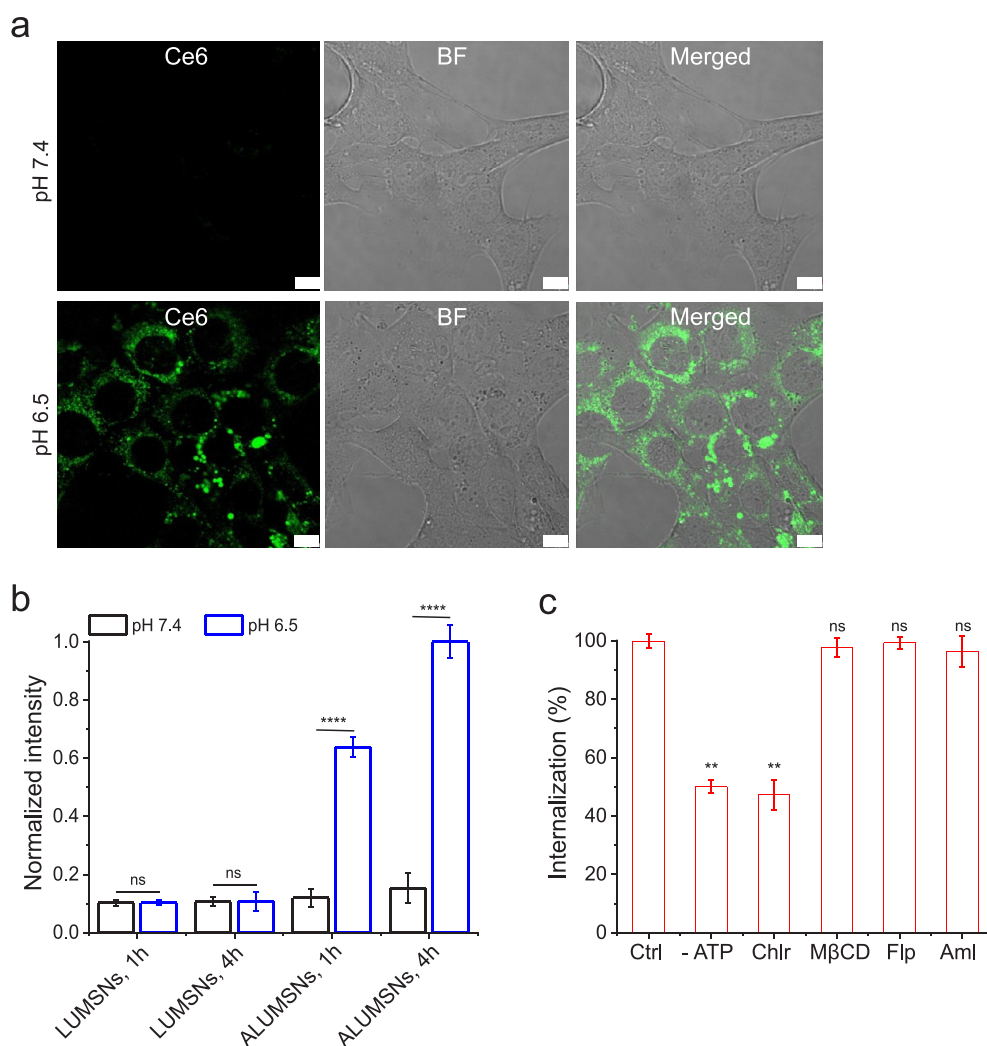 a
Ce6 BF Merged
pH 7.4
Ce6 BF Merged
pH 6.5
b
pH 7.4 pH 6.5
Normalized intensity
1.0
0.8
0.6
0.4
0.2
0.0
ns
ns
****
****
LUMSNs, 1h
LUMSNs, 4h
ALUMSNs, 1h
ALUMSNs, 4h
c
Internalization (%)
100
80
60
40
20
0
** ** ns ns ns
Ctrl - ATP Chlr MβCD Flp Aml